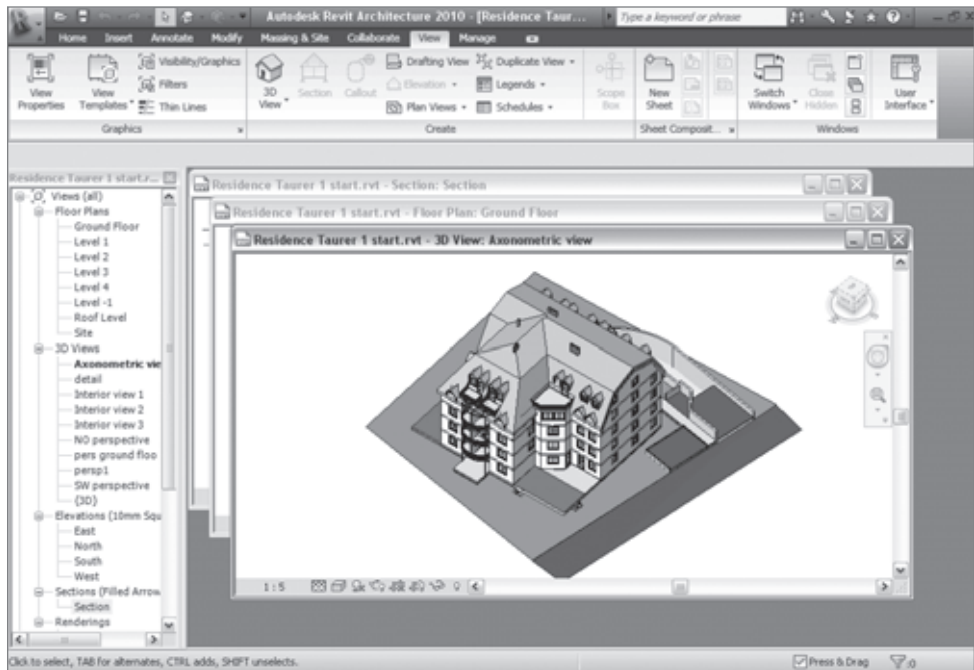 Autodesk Revit Architecture 2010 - [Residence Taur... Type a keyword or phrase
Home Insert Annotate Modify Massing & Site Collaborate View Manage
View Properties
View Templates
Visibility/Graphics
Filters
Thin Lines
Graphics
3D View
Section
Callout
Drafting View
Elevation
Plan Views
Duplicate View
Legends
Schedules
Scope Box
Create
New Sheet
Sheet Composit...
Switch Windows
Close Hidden
User Interface
Windows
Residence Taurer 1 start.r...
Views (all)
Floor Plans
Ground Floor
Level 1
Level 2
Level 3
Level 4
Level -1
Roof Level
Site
3D Views
Axonometric vie
detail
Interior view 1
Interior view 2
Interior view 3
NO perspective
pers ground floo
persp1
SW perspective
{3D}
Elevations (10mm Squ
East
North
South
West
Sections (Filled Arrow
Section
Renderings
Residence Taurer 1 start.rvt - Section: Section
Residence Taurer 1 start.rvt - Floor Plan: Ground Floor
Residence Taurer 1 start.rvt - 3D View: Axonometric view
1:5
Click to select, TAB for alternates, CTRL adds, SHIFT unselects.
Press & Drag
:0